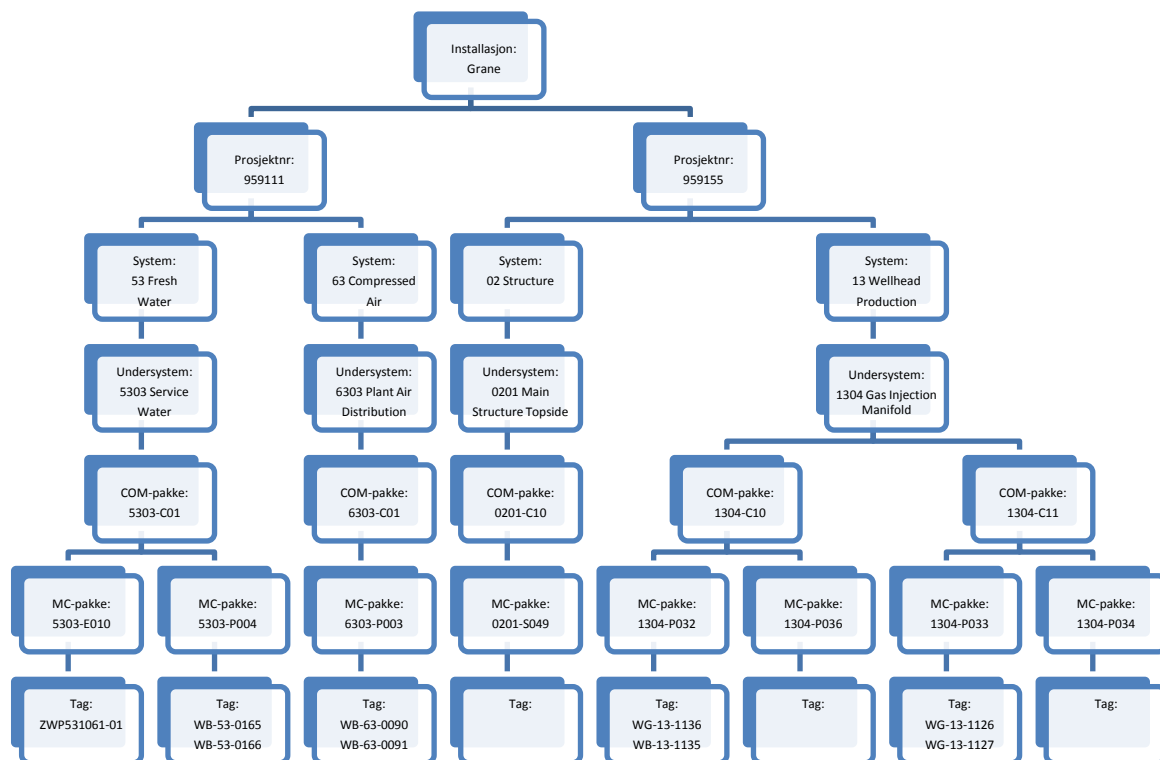 Installasjon:
Grane
Prosjektnr:
959111
Prosjektnr:
959155
System:
53 Fresh
Water
System:
63 Compressed
Air
System:
02 Structure
System:
13 Wellhead
Production
Undersystem:
5303 Service
Water
Undersystem:
6303 Plant Air
Distribution
Undersystem:
0201 Main
Structure Topside
Undersystem:
1304 Gas Injection
Manifold
COM-pakke:
5303-C01
COM-pakke:
6303-C01
COM-pakke:
0201-C10
COM-pakke:
1304-C10
COM-pakke:
1304-C11
MC-pakke:
5303-E010
MC-pakke:
5303-P004
MC-pakke:
6303-P003
MC-pakke:
0201-S049
MC-pakke:
1304-P032
MC-pakke:
1304-P036
MC-pakke:
1304-P033
MC-pakke:
1304-P034
Tag:
ZWP531061-01
Tag:
WB-53-0165
WB-53-0166
Tag:
WB-63-0090
WB-63-0091
Tag:
Tag:
WG-13-1136
WB-13-1135
Tag:
Tag:
WG-13-1126
WG-13-1127
Tag: